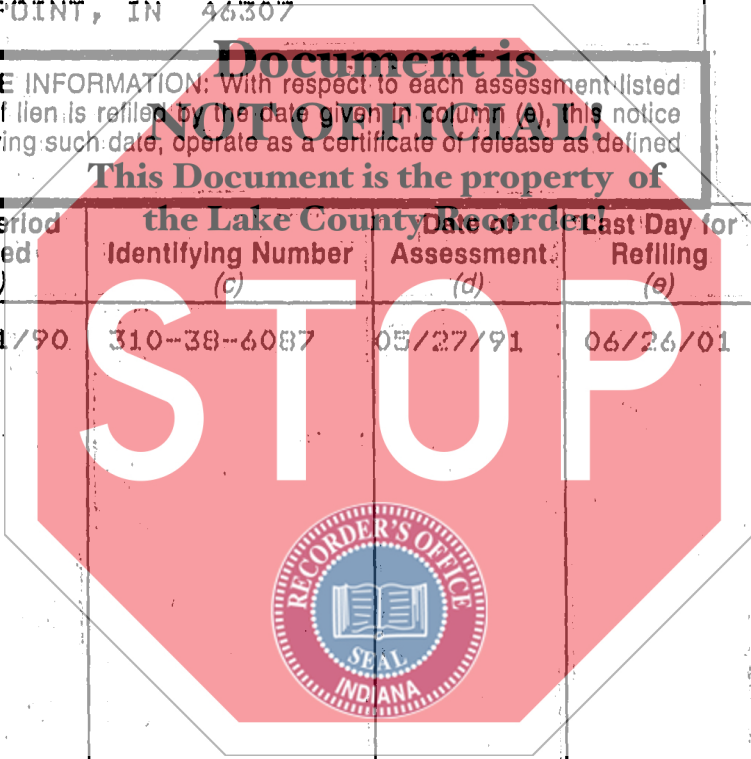 POINT, IN 46307
Document is
E INFORMATION: With respect to each assessment listed
f lien is refiled by the date given in column (e), this notice
NOT OFFICIAL!
ing such date, operate as a certificate of release as defined
This Document is the property of
the Lake County Recorder!
eriod
ed
)
Identifying Number
(c)
Date of
Assessment
(d)
Last Day for
Refiling
(e)
1/90 310-38-6087 05/27/91 06/26/01
STOP
RECORDER'S OFFICE
SEAL
INDIANA